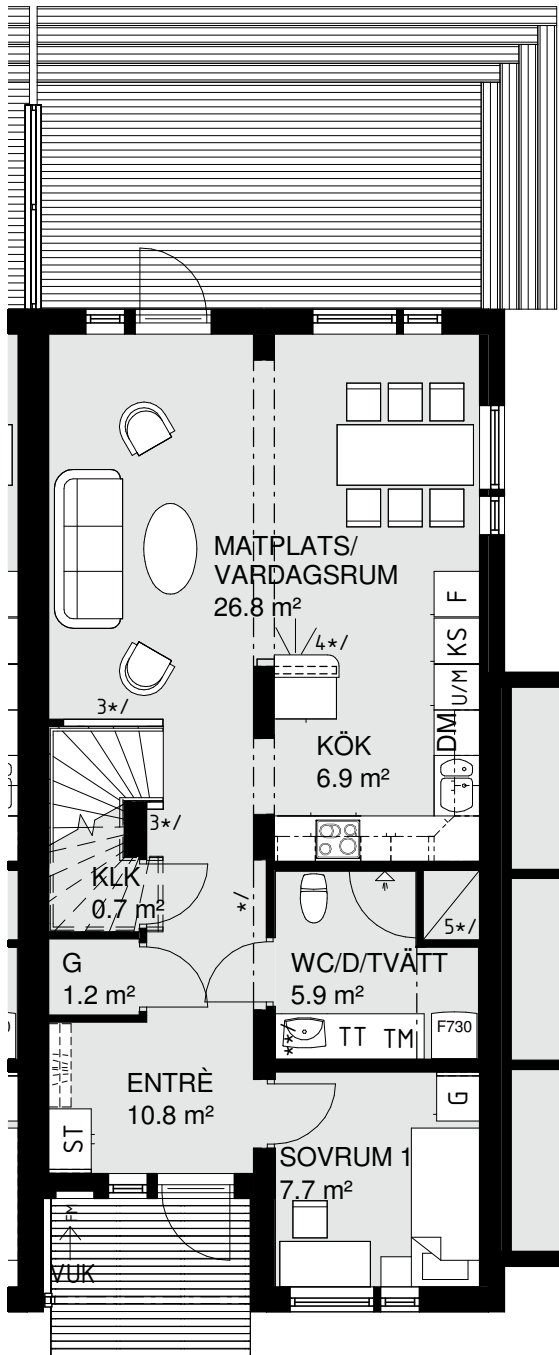 MATPLATS/
VARDAGSRUM
26.8 m²
F
KS
U/M
DM
4*/
3*/
KÖK
6.9 m²
3*/
KLK
0.7 m²
*/
5*/
G
1.2 m²
WC/D/TVÄTT
5.9 m²
**/
TT
TM
F730
ENTRÈ
10.8 m²
ST
G
SOVRUM 1
7.7 m²
FM
VUK